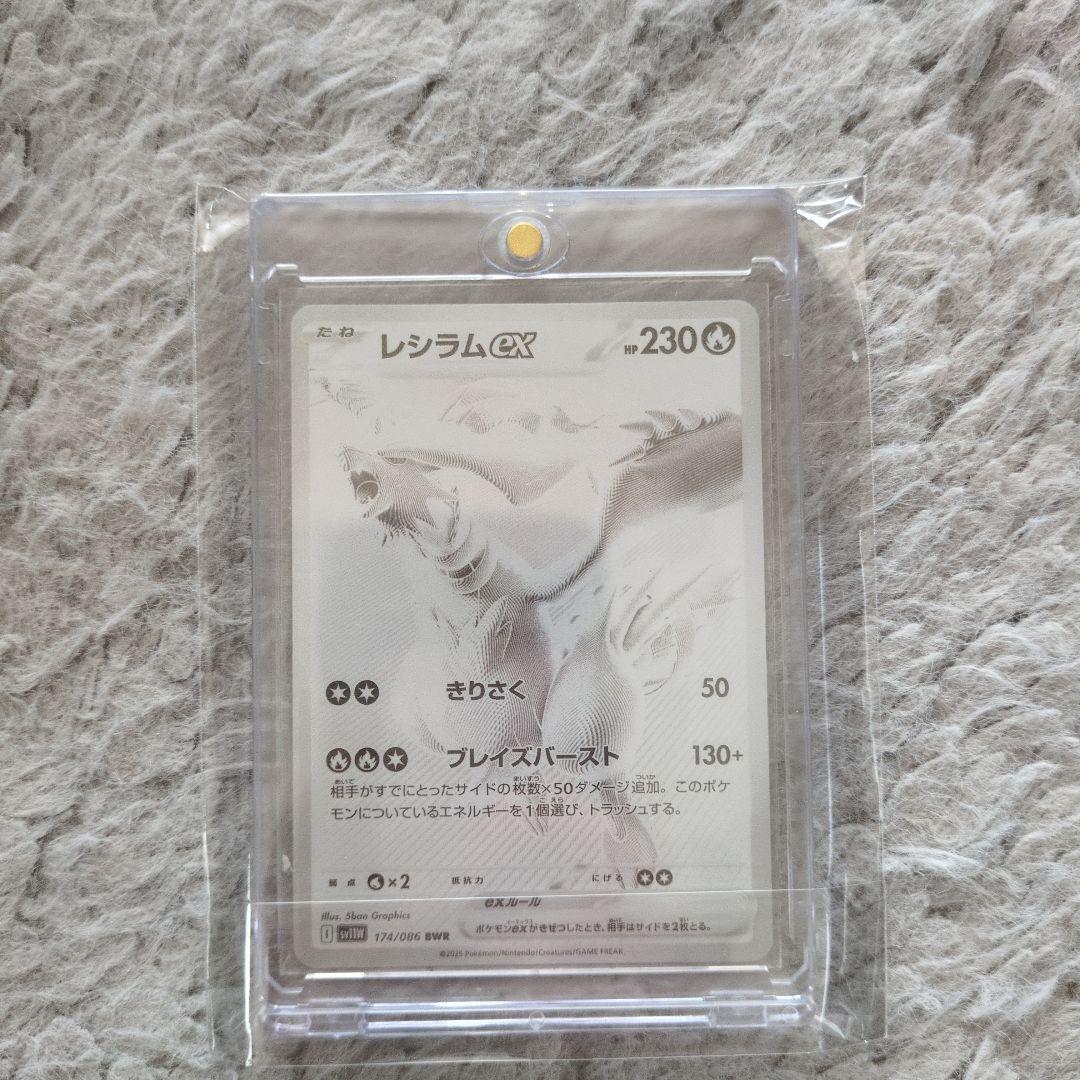 たね レシラムex HP230
きりさく 50
ブレイズバースト 130+
相手がすでにとったサイドの枚数×50ダメージ追加。このポケ
モンについているエネルギーを1個選び、トラッシュする。
弱点 ×2 抵抗力 にげる
exルール
Illus. 5ban Graphics
ポケモンexがきぜつしたとき、相手はサイドを2枚とる。
I sv11W 174/086 BWR
©2025 Pokémon/Nintendo/Creatures/GAME FREAK.